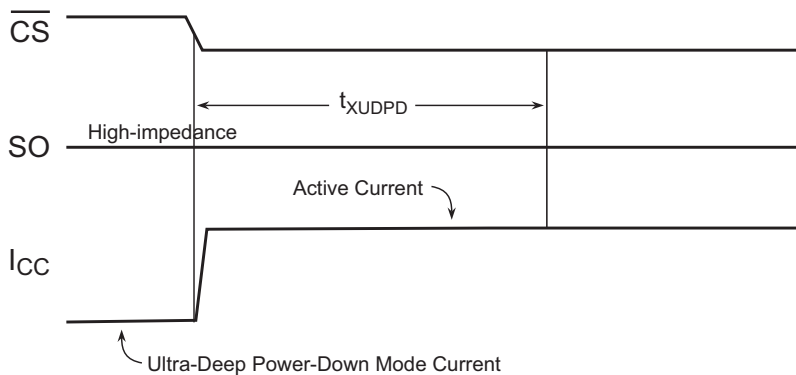 CS
tXUDPD
High-impedance
SO
Active Current
ICC
Ultra-Deep Power-Down Mode Current